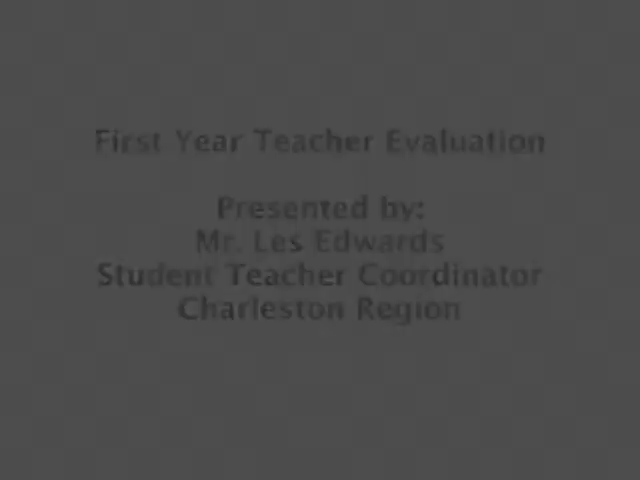 First Year Teacher Evaluation
Presented by:
Mr. Les Edwards
Student Teacher Coordinator
Charleston Region